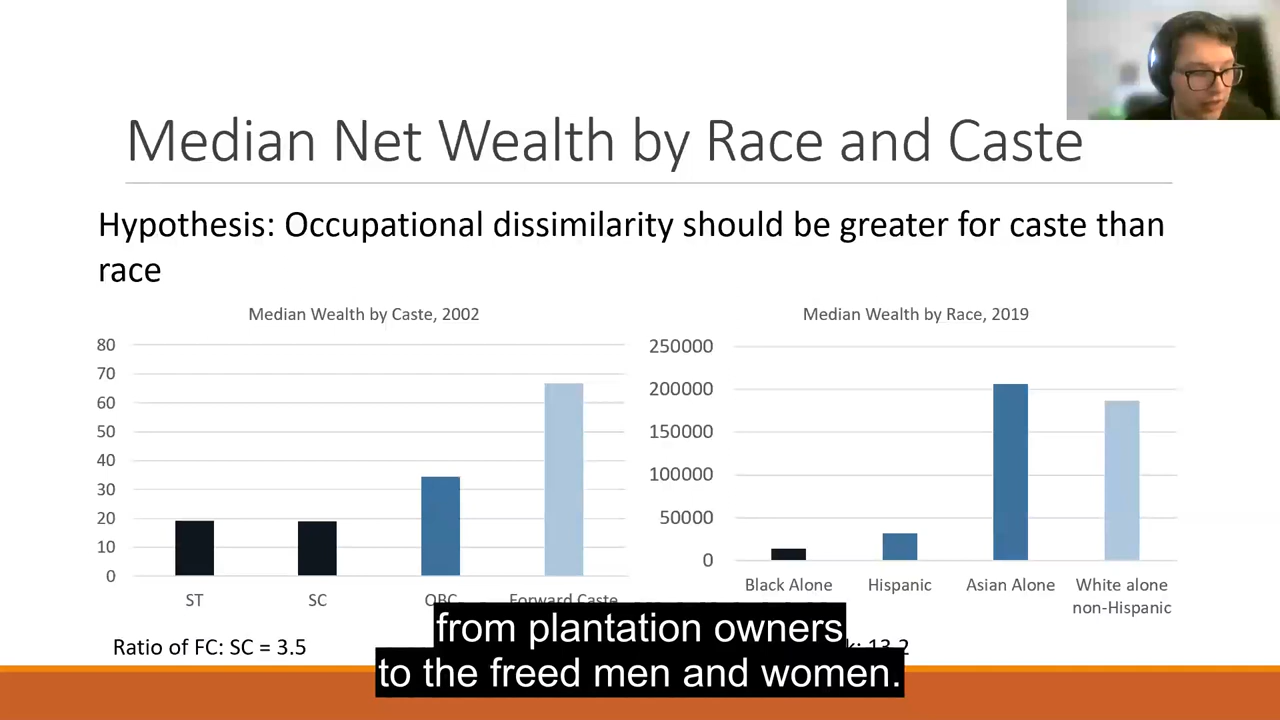 Median Net Wealth by Race and Caste
Hypothesis: Occupational dissimilarity should be greater for caste than
race
Median Wealth by Caste, 2002
80
70
60
50
40
30
20
10
0
ST
SC
OBC
Forward Caste
Ratio of FC: SC = 3.5
Median Wealth by Race, 2019
250000
200000
150000
100000
50000
0
Black Alone
Hispanic
Asian Alone
White alone
non-Hispanic
13.2
from plantation owners
to the freed men and women.